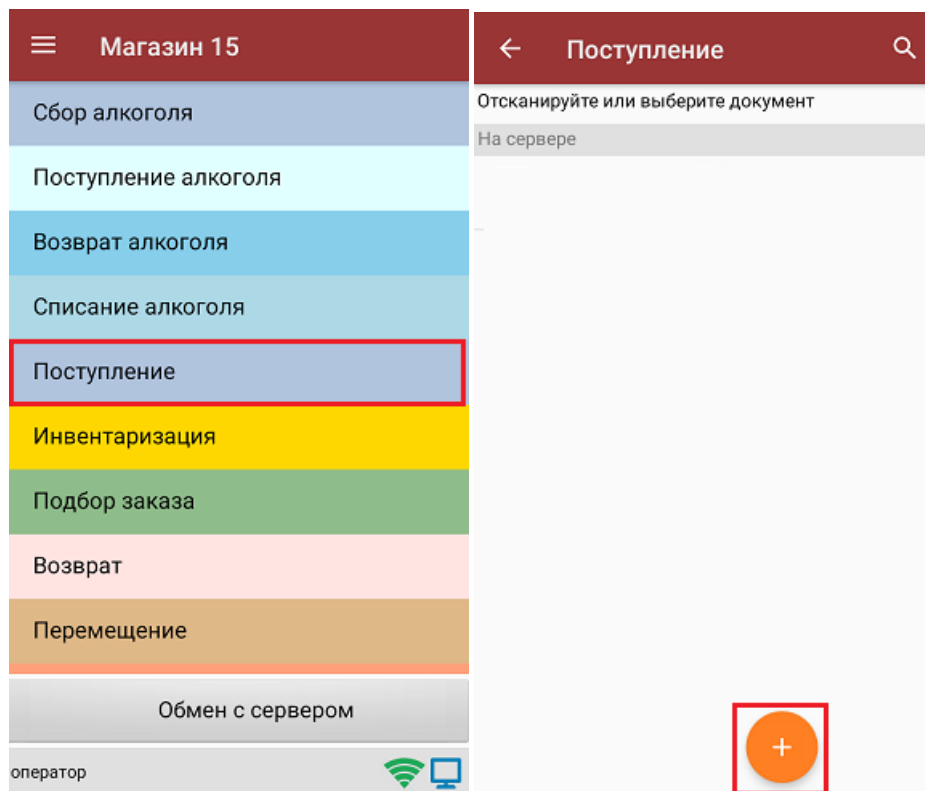 Магазин 15
Сбор алкоголя
Поступление алкоголя
Возврат алкоголя
Списание алкоголя
Поступление
Инвентаризация
Подбор заказа
Возврат
Перемещение
Обмен с сервером
оператор
Поступление
Отсканируйте или выберите документ
На сервере
+